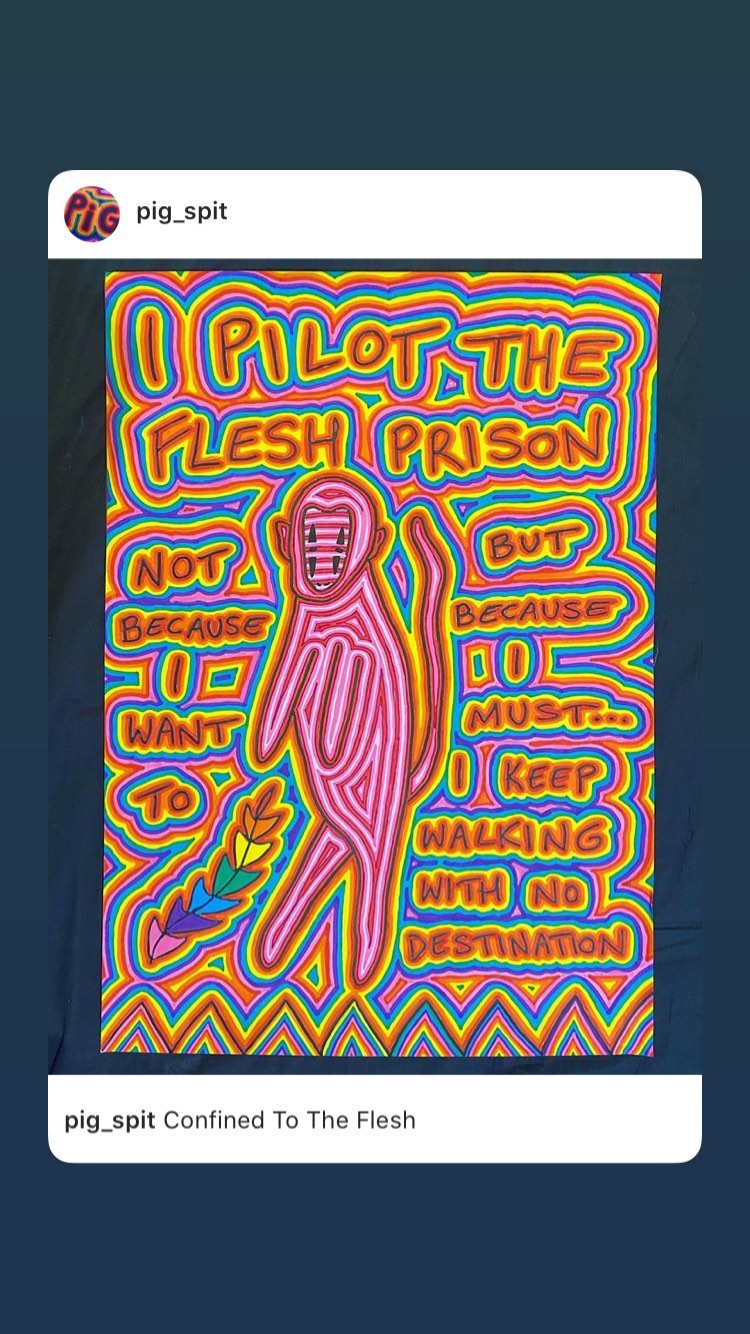 PiG
pig_spit
I PILOT THE
FLESH PRISON
NOT
BECAUSE
I
WANT
TO
BUT
BECAUSE
I
MUST...
I KEEP
WALKING
WITH NO
DESTINATION
pig_spit Confined To The Flesh